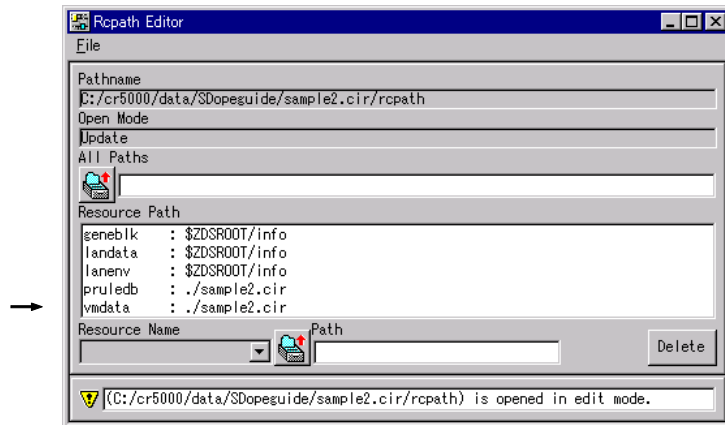 Rcpath Editor
File
Pathname
C:/cr5000/data/SDopeguide/sample2.cir/rcpath
Open Mode
Update
All Paths
Resource Path
geneblk : $ZDSROOT/info
landata : $ZDSROOT/info
lanenv : $ZDSROOT/info
pruledb : ./sample2.cir
vmdata : ./sample2.cir
Resource Name Path
Delete
(C:/cr5000/data/SDopeguide/sample2.cir/rcpath) is opened in edit mode.